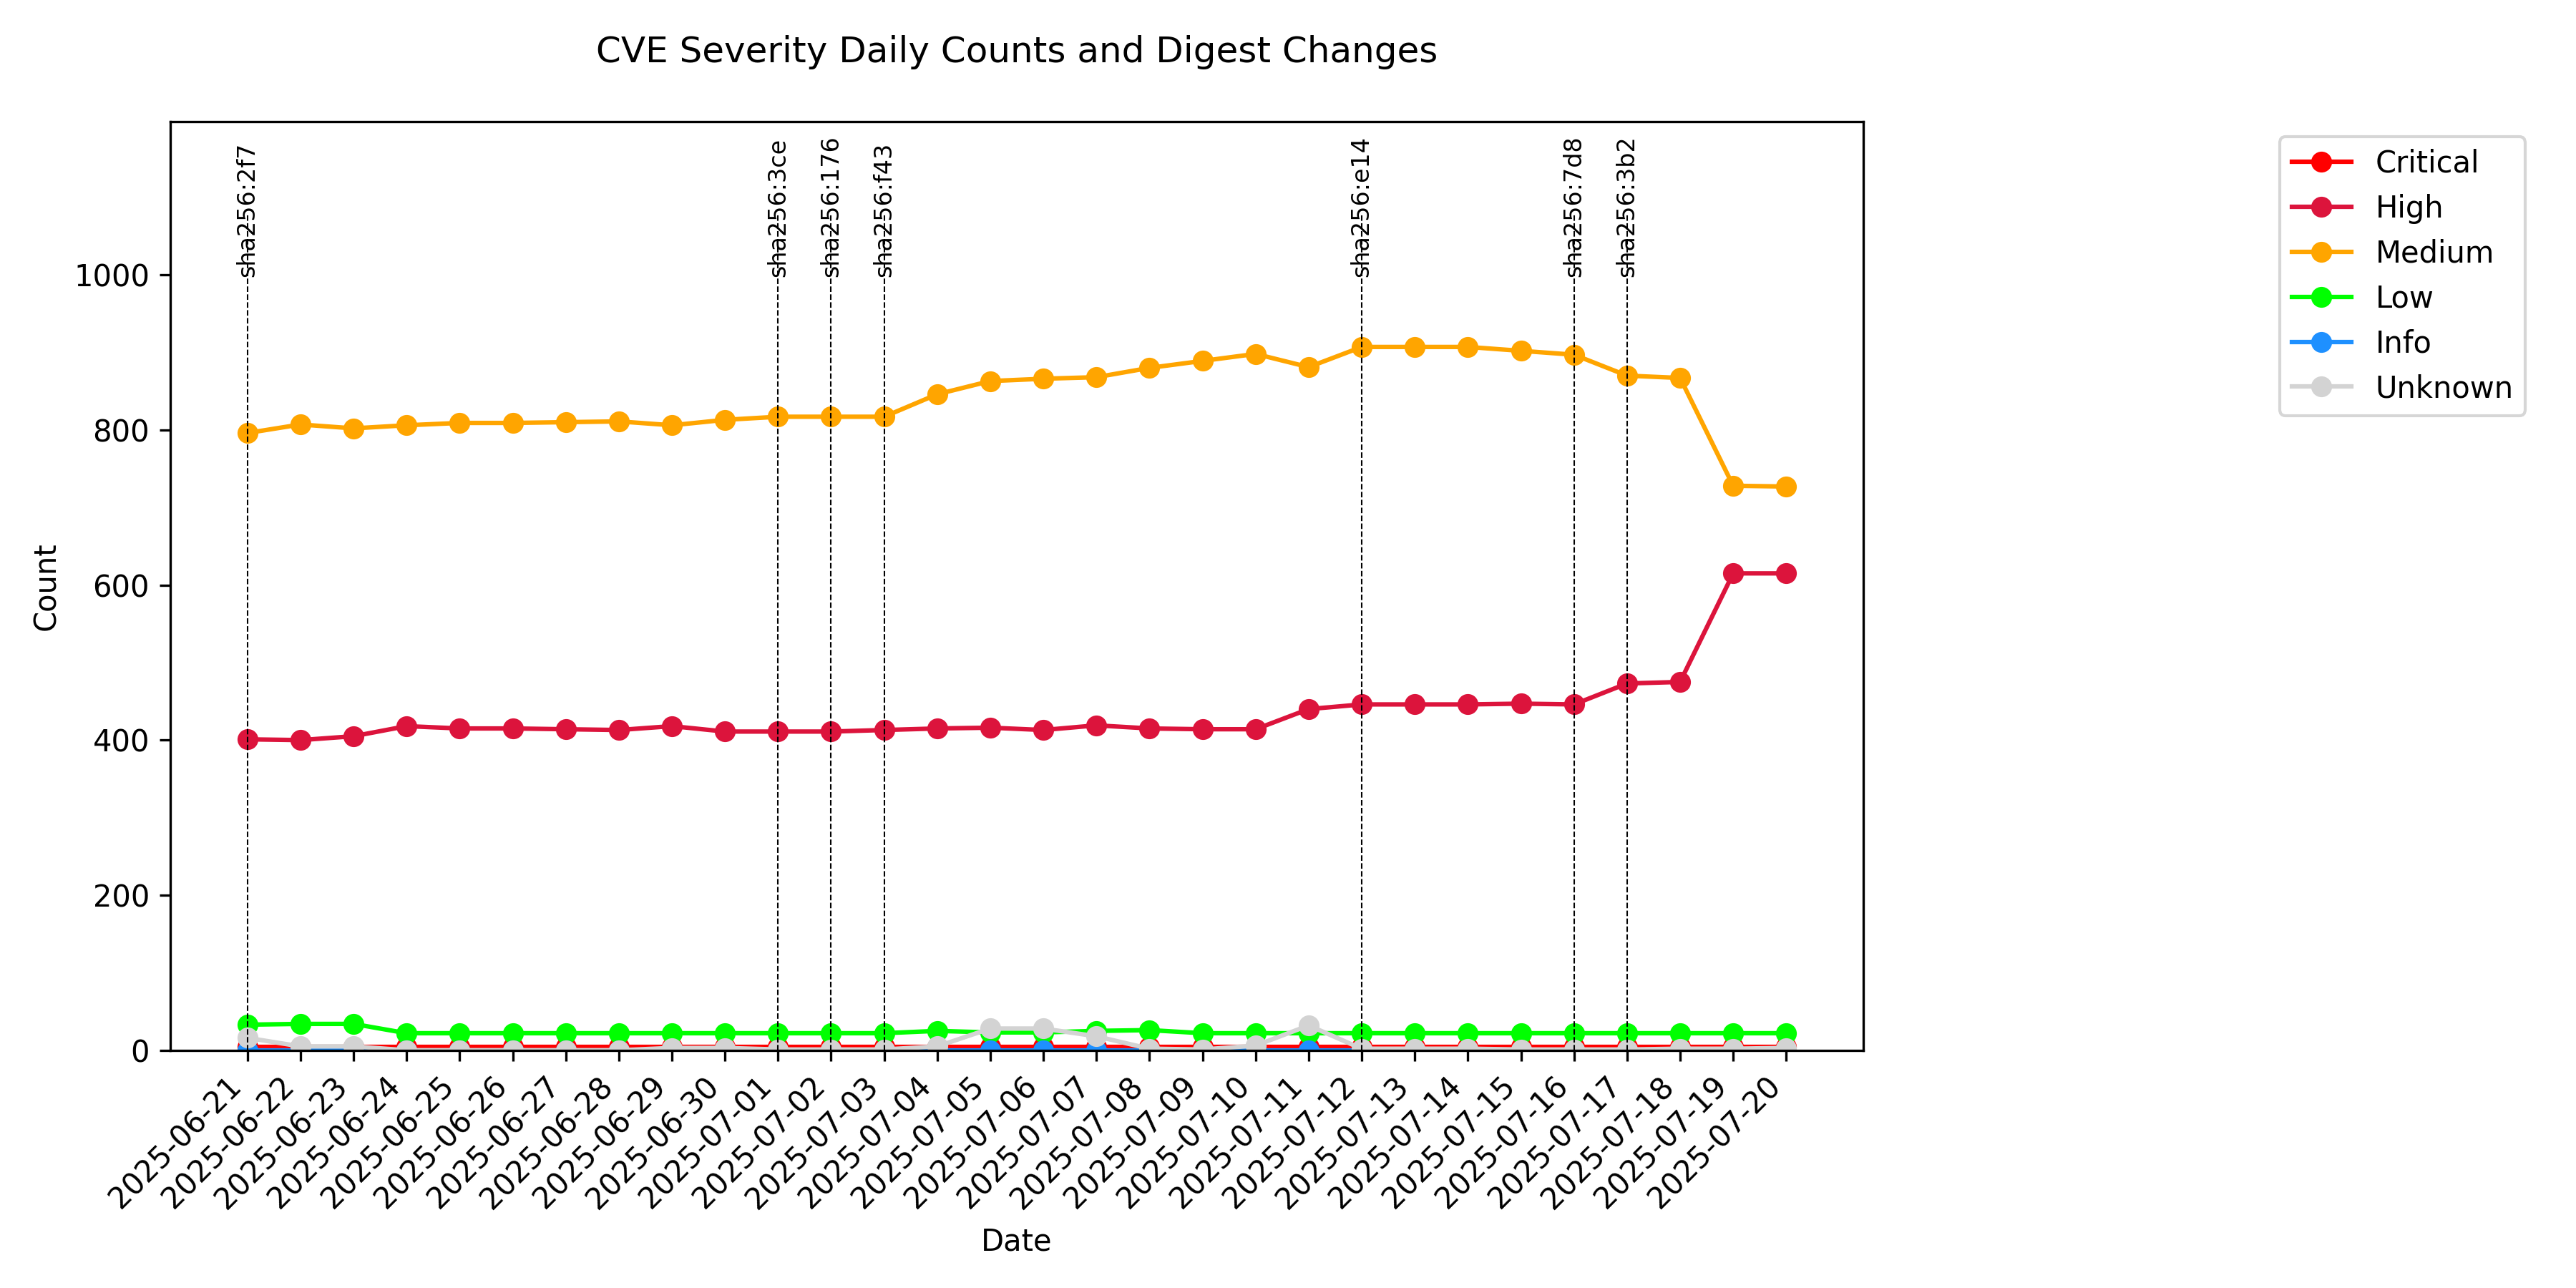 CVE Severity Daily Counts and Digest Changes
sha256:2f7
sha256:3ce
sha256:176
sha256:f43
sha256:e14
sha256:7d8
sha256:3b2
Critical
High
Medium
Low
Info
Unknown
1000
800
600
400
200
0
Count
2025-06-21
2025-06-22
2025-06-23
2025-06-24
2025-06-25
2025-06-26
2025-06-27
2025-06-28
2025-06-29
2025-06-30
2025-07-01
2025-07-02
2025-07-03
2025-07-04
2025-07-05
2025-07-06
2025-07-07
2025-07-08
2025-07-09
2025-07-10
2025-07-11
2025-07-12
2025-07-13
2025-07-14
2025-07-15
2025-07-16
2025-07-17
2025-07-18
2025-07-19
2025-07-20
Date